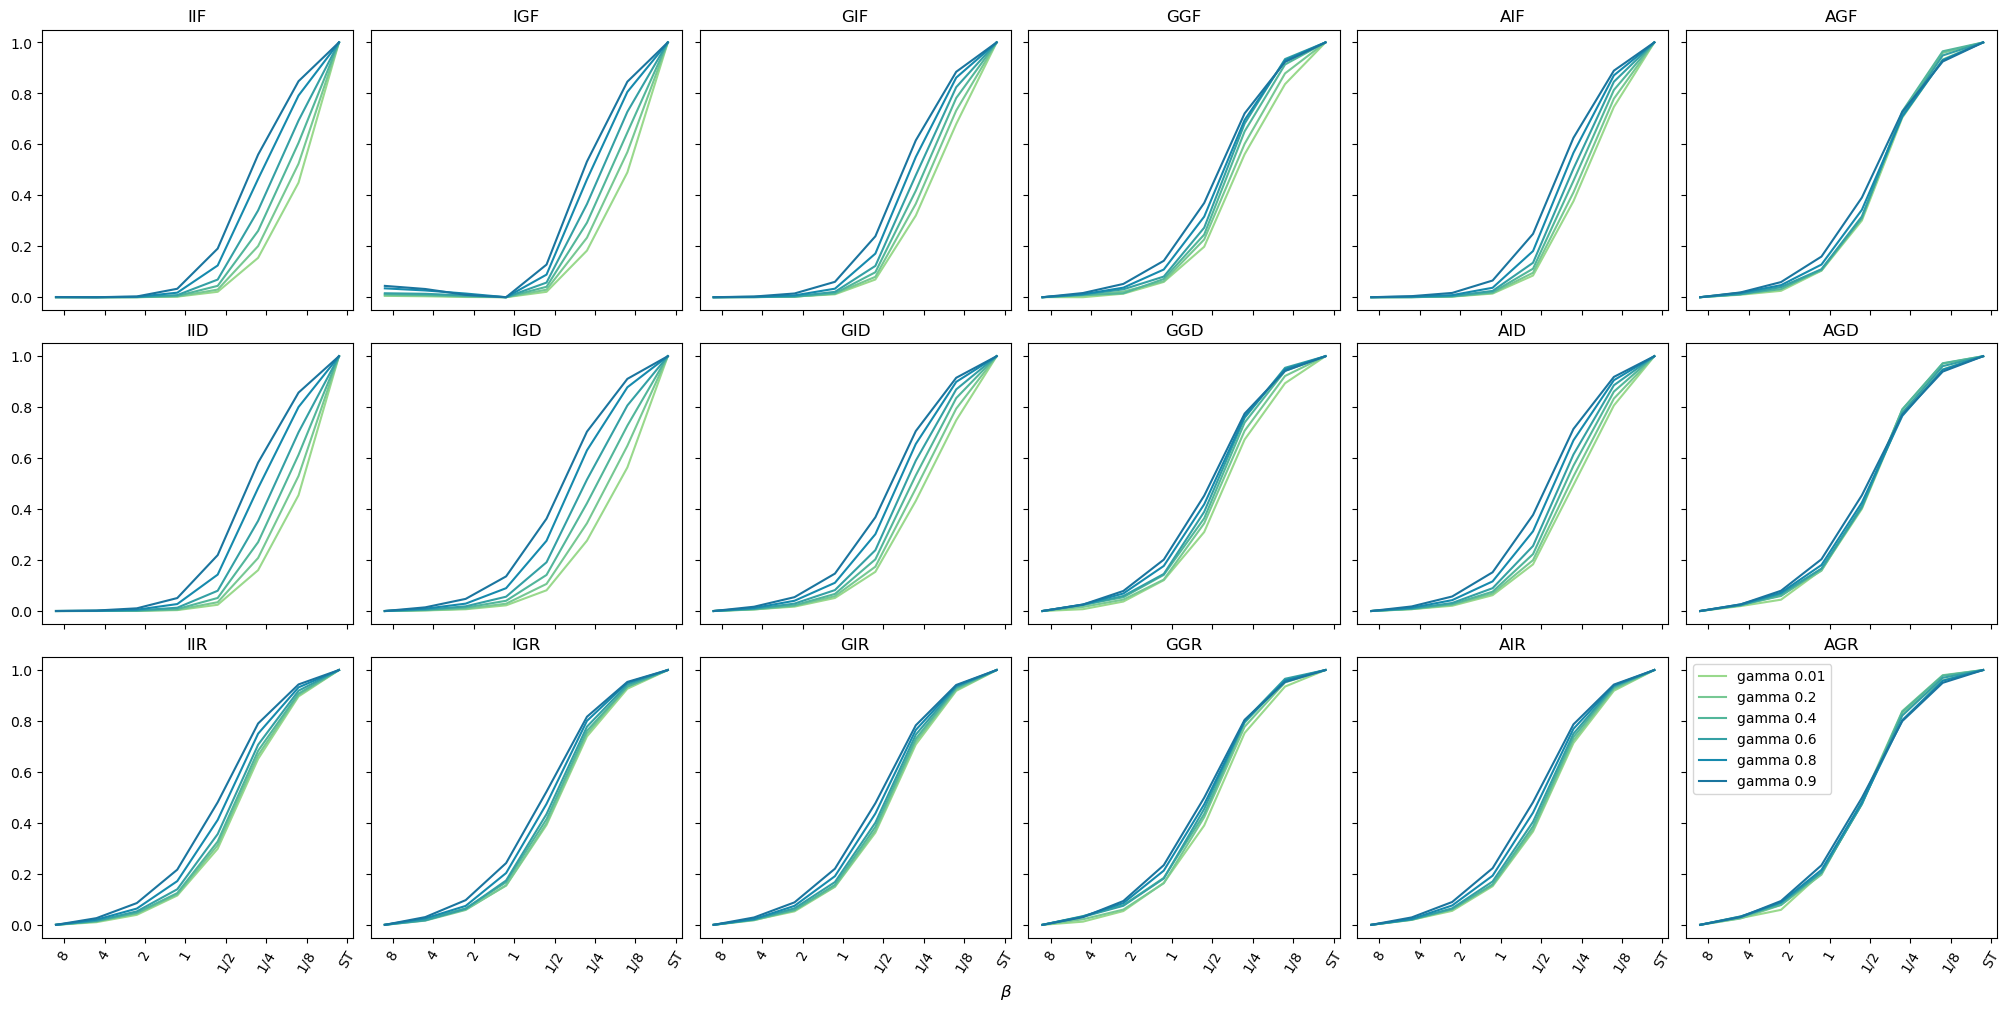 IIF IGF GIF GGF AIF AGF
1.0
0.8
0.6
0.4
0.2
0.0
IID IGD GID GGD AID AGD
1.0
0.8
0.6
0.4
0.2
0.0
IIR IGR GIR GGR AIR AGR
1.0
0.8
0.6
0.4
0.2
0.0
gamma 0.01
gamma 0.2
gamma 0.4
gamma 0.6
gamma 0.8
gamma 0.9
8 4 2 1 1/2 1/4 1/8 ST 8 4 2 1 1/2 1/4 1/8 ST 8 4 2 1 1/2 1/4 1/8 ST 8 4 2 1 1/2 1/4 1/8 ST 8 4 2 1 1/2 1/4 1/8 ST 8 4 2 1 1/2 1/4 1/8 ST
β